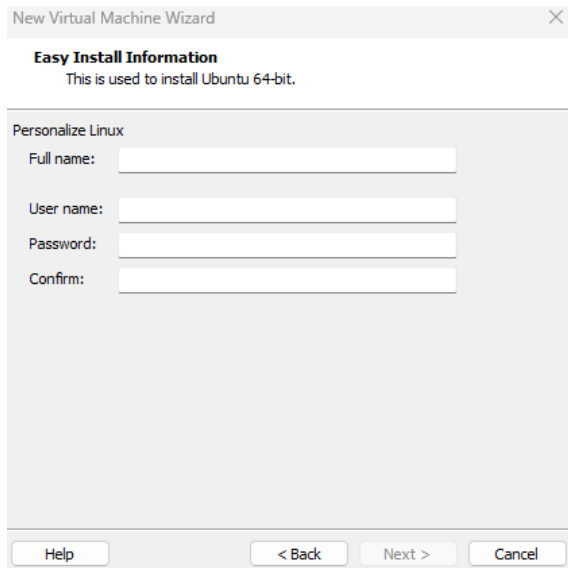 New Virtual Machine Wizard
Easy Install Information
This is used to install Ubuntu 64-bit.
Personalize Linux
Full name:
User name:
Password:
Confirm:
Help < Back Next > Cancel